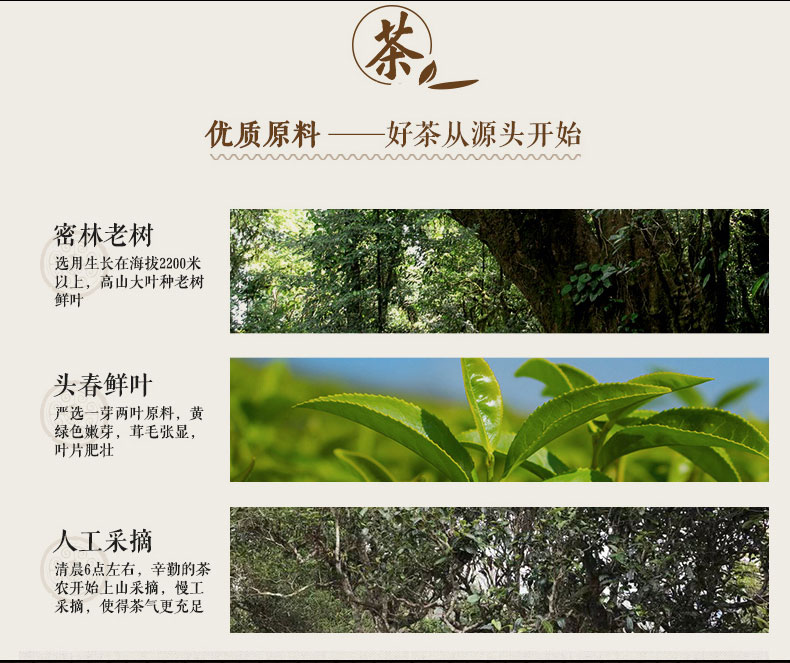 茶
优质原料 ——好茶从源头开始
密林老树
选用生长在海拔2200米
以上，高山大叶种老树
鲜叶
头春鲜叶
严选一芽两叶原料，黄
绿色嫩芽，茸毛张显，
叶片肥壮
人工采摘
清晨6点左右，辛勤的茶
农开始上山采摘，慢工
采摘，使得茶气更充足